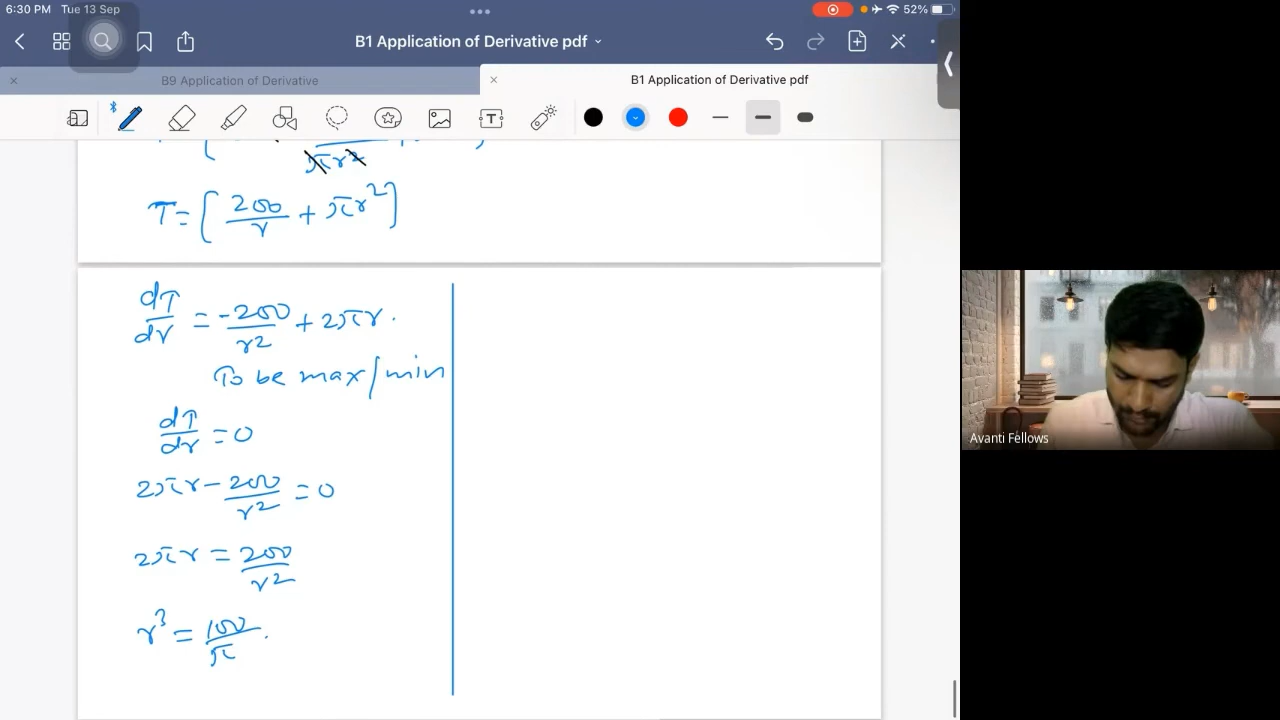 6:30 PM Tue 13 Sep
52%
B1 Application of Derivative pdf
B9 Application of Derivative
B1 Application of Derivative pdf
πr²
T = [200/r + πr²]
dT/dr = -200/r² + 2πr.
To be max/min
dT/dr = 0
2πr - 200/r² = 0
2πr = 200/r²
r³ = 100/π.
Avanti Fellows